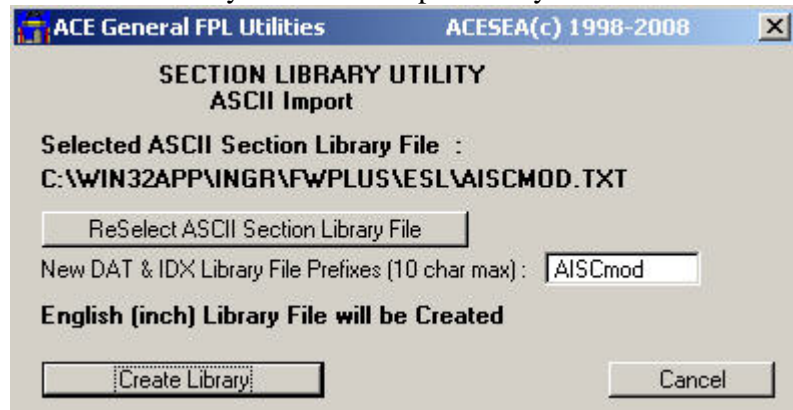 ACE General FPL Utilities ACESEA(c) 1998-2008
SECTION LIBRARY UTILITY
ASCII Import
Selected ASCII Section Library File :
C:\WIN32APP\INGR\FWPLUS\ESL\AISCMOD.TXT
ReSelect ASCII Section Library File
New DAT & IDX Library File Prefixes (10 char max) : AISCmod
English (inch) Library File will be Created
Create Library Cancel